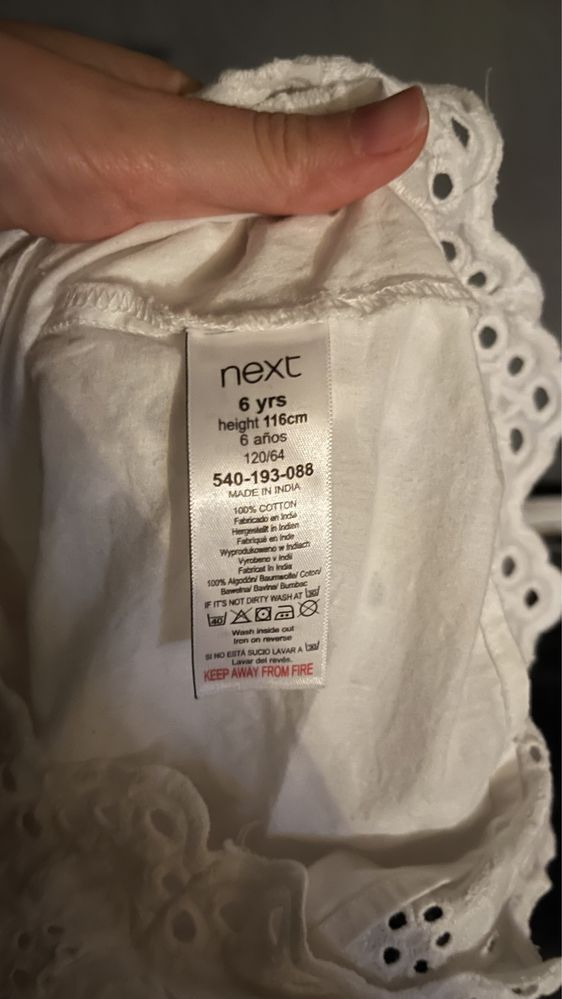 next
6 yrs
height 116cm
6 años
120/64
540-193-088
MADE IN INDIA
100% COTTON
Fabricado en India
Hergestellt in Indien
Fabriqué en Inde
Wyprodukowano w Indiach
Vyrobeno v Indii
Fabricat în India
100% Algodón/ Baumwolle/ Coton/
Bawełna/ Bavlna/ Bumbac
IF IT'S NOT DIRTY WASH AT 30
40
Wash inside out
Iron on reverse
SI NO ESTÁ SUCIO LAVAR A 30
Lavar del revés.
KEEP AWAY FROM FIRE